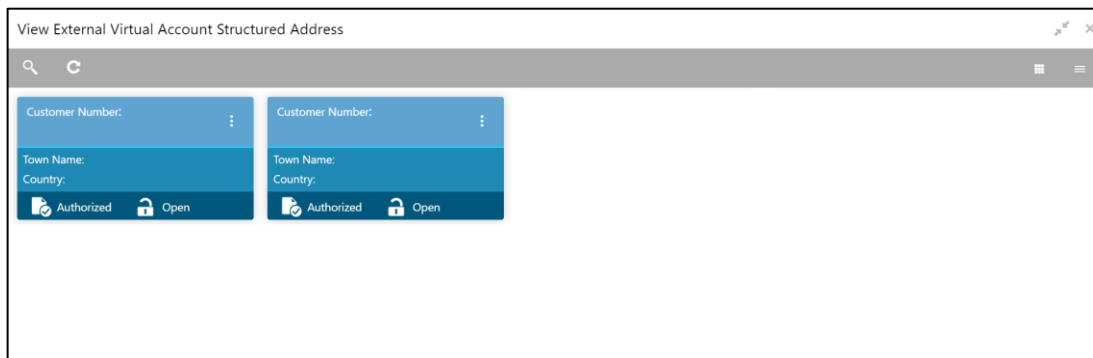 View External Virtual Account Structured Address
Customer Number:
Town Name:
Country:
Authorized Open
Customer Number:
Town Name:
Country:
Authorized Open